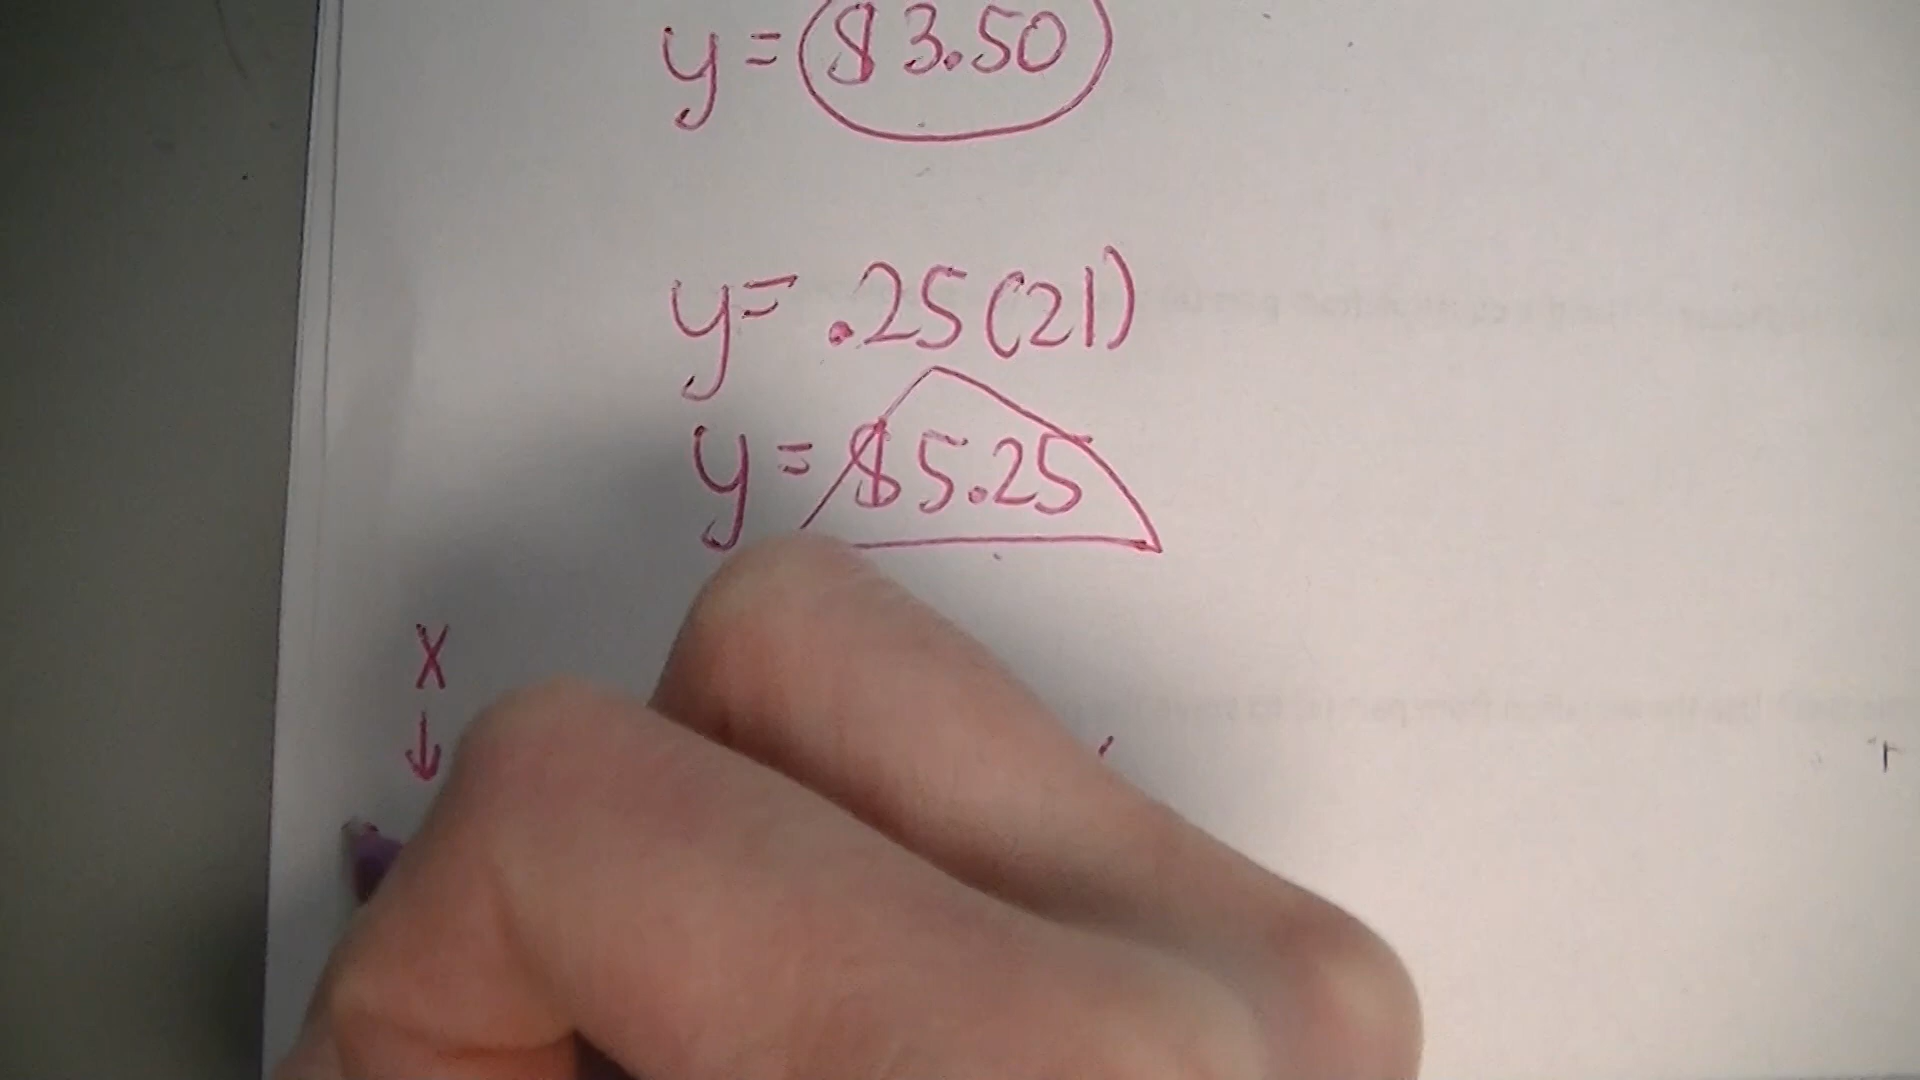 y = $3.50
y = .25(21)
y = $5.25
X
↓